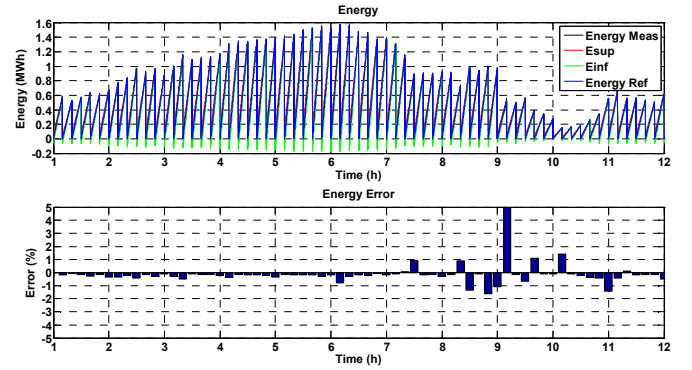 Energy
Energy (MWh)
1.6
1.4
1.2
1
0.8
0.6
0.4
0.2
0
-0.2
Energy Meas
Esup
Einf
Energy Ref
1 2 3 4 5 6 7 8 9 10 11 12
Time (h)
Energy Error
Error (%)
5
4
3
2
1
0
-1
-2
-3
-4
-5
1 2 3 4 5 6 7 8 9 10 11 12
Time (h)